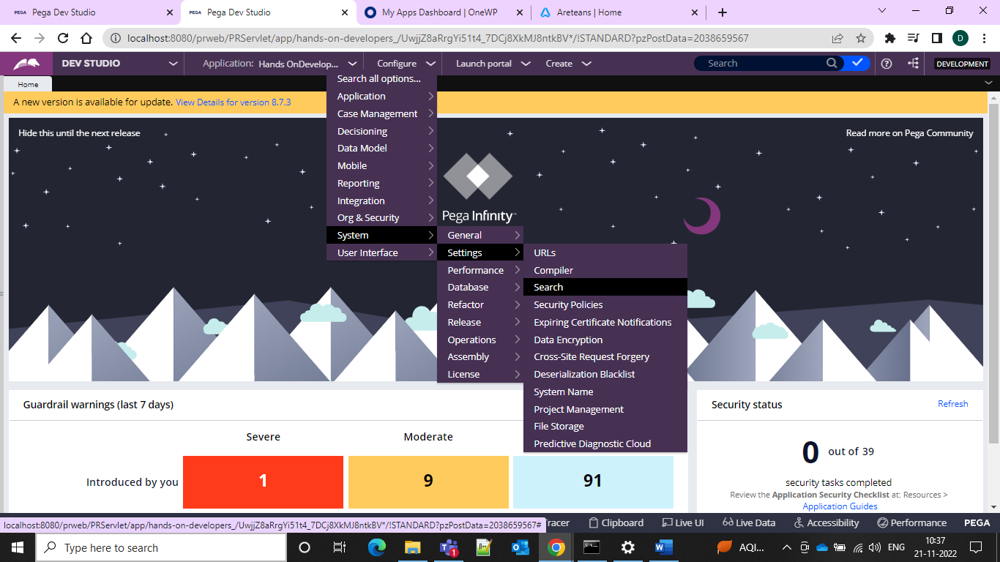 PEGA Pega Dev Studio
PEGA Pega Dev Studio
My Apps Dashboard | OneWP
Areteans | Home
localhost:8080/prweb/PRServlet/app/hands-on-developers_/UwjjZ8aRrgYi51t4_7DCj8XkMJ8ntkBV*/!STANDARD?pzPostData=2038659567
D
DEV STUDIO
Application: Hands OnDevelop...
Configure
Launch portal
Create
Search
DEVELOPMENT
Home
A new version is available for update. View Details for version 8.7.3
Hide this until the next release
Read more on Pega Community
Pega Infinity™
Search all options...
Application
Case Management
Decisioning
Data Model
Mobile
Reporting
Integration
Org & Security
System
User Interface
General
Settings
Performance
Database
Refactor
Release
Operations
Assembly
License
URLs
Compiler
Search
Security Policies
Expiring Certificate Notifications
Data Encryption
Cross-Site Request Forgery
Deserialization Blacklist
System Name
Project Management
File Storage
Predictive Diagnostic Cloud
Guardrail warnings (last 7 days)
Severe
Moderate
Introduced by you
1
9
91
Security status
Refresh
0 out of 39
security tasks completed
Review the Application Security Checklist at: Resources >
Application Guides
localhost:8080/prweb/PRServlet/app/hands-on-developers_/UwjjZ8aRrgYi51t4_7DCj8XkMJ8ntkBV*/!STANDARD?pzPostData=2038659567#
racer
Clipboard
Live UI
Live Data
Accessibility
Performance
PEGA
Type here to search
1
AQI...
ENG
10:37
21-11-2022